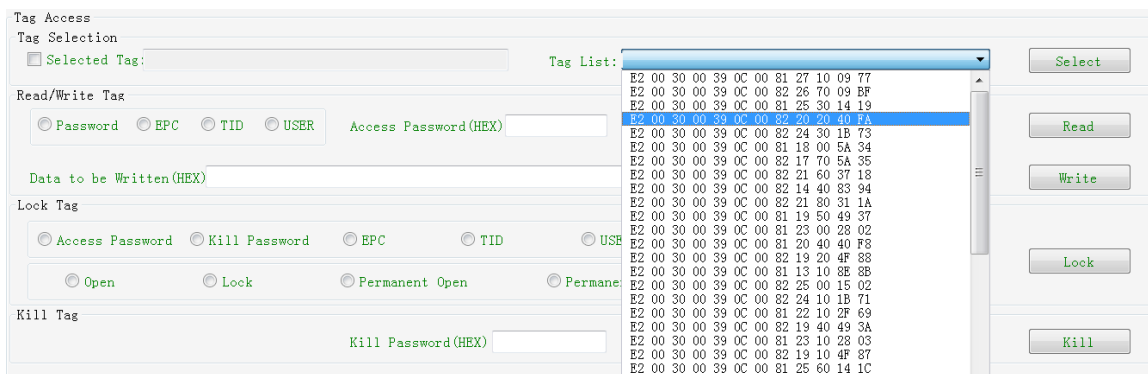 Tag Access
Tag Selection
Selected Tag:
Tag List:
Select
E2 00 30 00 39 0C 00 81 27 10 09 77
E2 00 30 00 39 0C 00 82 26 70 09 BF
E2 00 30 00 39 0C 00 81 25 30 14 19
E2 00 30 00 39 0C 00 82 20 20 40 FA
E2 00 30 00 39 0C 00 82 24 30 1B 73
E2 00 30 00 39 0C 00 81 18 00 5A 34
E2 00 30 00 39 0C 00 82 17 70 5A 35
E2 00 30 00 39 0C 00 82 21 60 37 18
E2 00 30 00 39 0C 00 82 14 40 83 94
E2 00 30 00 39 0C 00 82 21 80 31 1A
E2 00 30 00 39 0C 00 81 19 50 49 37
E2 00 30 00 39 0C 00 81 23 00 28 02
E2 00 30 00 39 0C 00 81 20 40 40 F8
E2 00 30 00 39 0C 00 82 19 20 4F 88
E2 00 30 00 39 0C 00 81 13 10 8E 8B
E2 00 30 00 39 0C 00 82 25 00 15 02
E2 00 30 00 39 0C 00 82 24 10 1B 71
E2 00 30 00 39 0C 00 81 22 10 2F 69
E2 00 30 00 39 0C 00 82 19 40 49 3A
E2 00 30 00 39 0C 00 81 23 10 28 03
E2 00 30 00 39 0C 00 82 19 10 4F 87
E2 00 30 00 39 0C 00 81 25 60 14 1C
Read/Write Tag
Password EPC TID USER Access Password(HEX)
Read
Data to be Written(HEX)
Write
Lock Tag
Access Password Kill Password EPC TID USE
Open Lock Permanent Open Permane
Lock
Kill Tag
Kill Password(HEX)
Kill